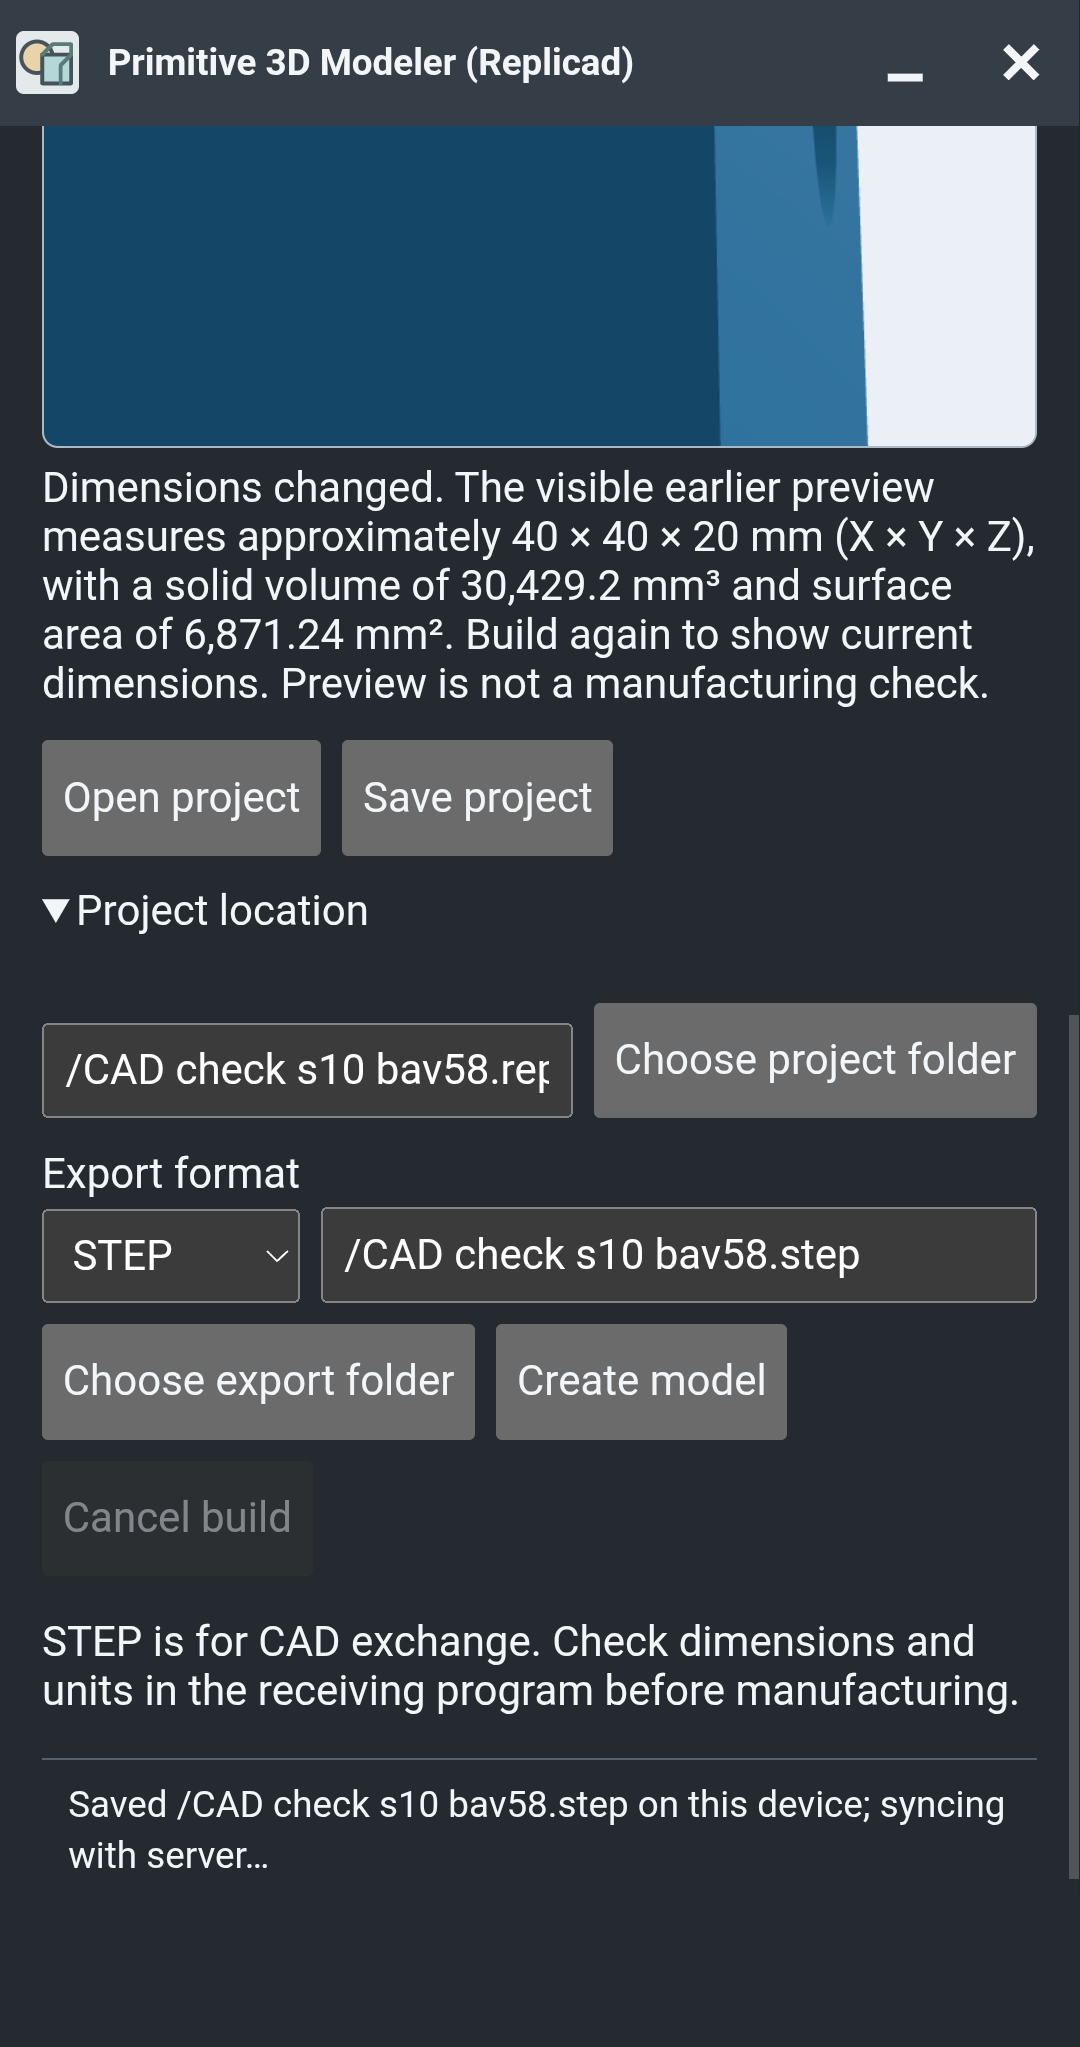 Primitive 3D Modeler (Replicad)
Dimensions changed. The visible earlier preview
measures approximately 40 × 40 × 20 mm (X × Y × Z),
with a solid volume of 30,429.2 mm³ and surface
area of 6,871.24 mm². Build again to show current
dimensions. Preview is not a manufacturing check.
Open project Save project
▼Project location
/CAD check s10 bav58.rep Choose project folder
Export format
STEP /CAD check s10 bav58.step
Choose export folder Create model
Cancel build
STEP is for CAD exchange. Check dimensions and
units in the receiving program before manufacturing.
Saved /CAD check s10 bav58.step on this device; syncing
with server…